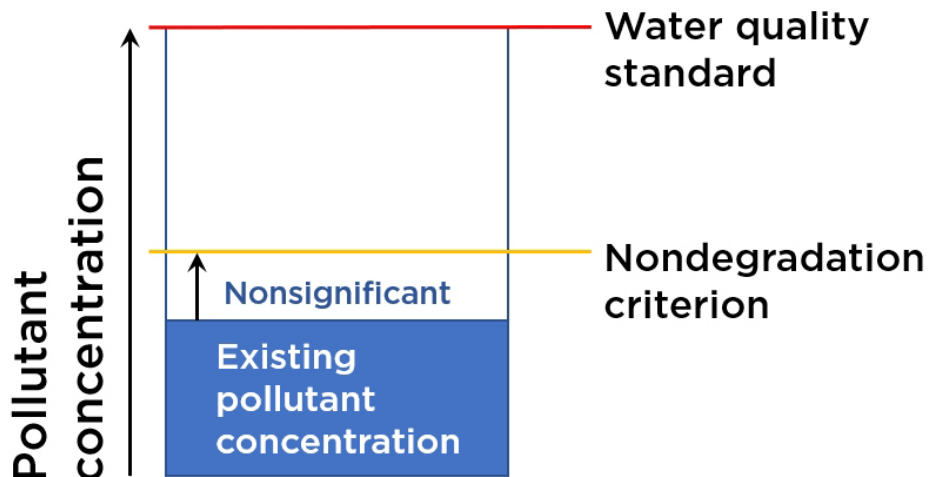 Water quality
standard
Pollutant
concentration
Nondegradation
criterion
Nonsignificant
Existing
pollutant
concentration